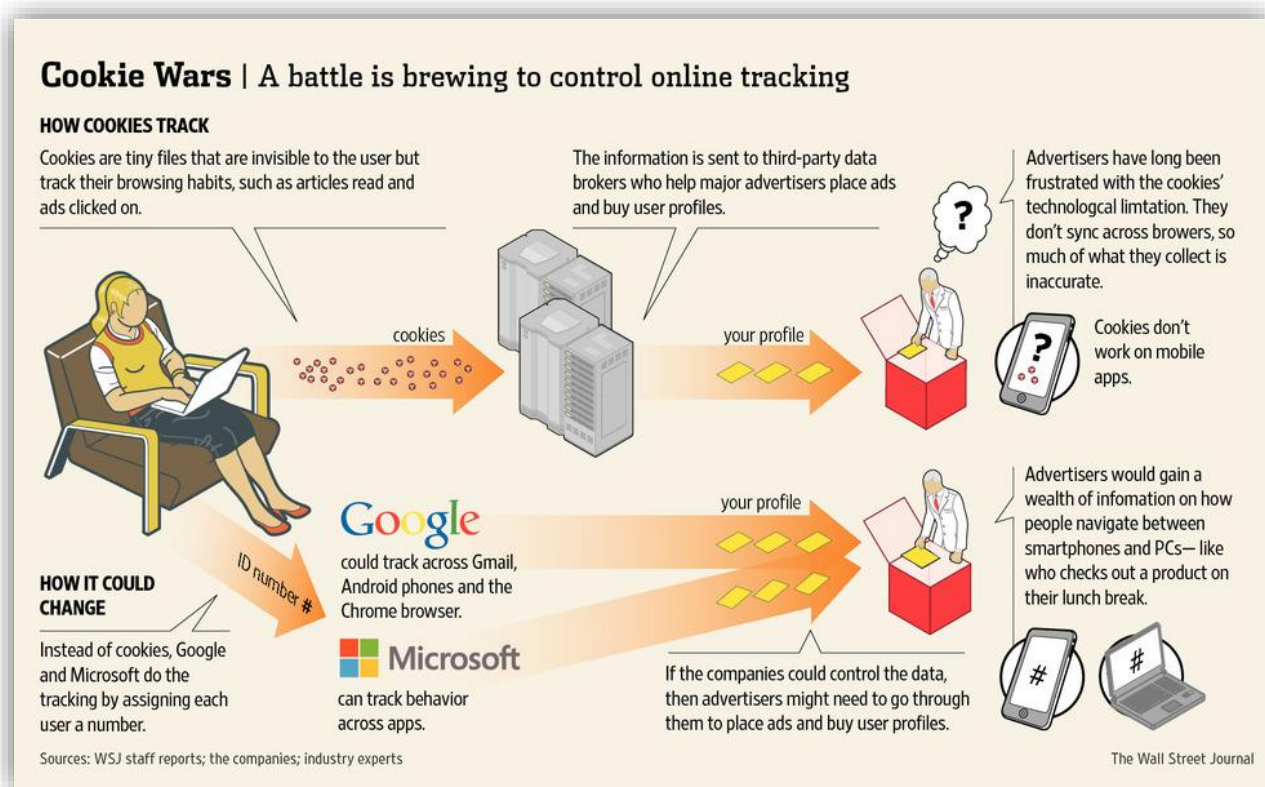 Cookie Wars | A battle is brewing to control online tracking
HOW COOKIES TRACK
Cookies are tiny files that are invisible to the user but
track their browsing habits, such as articles read and
ads clicked on.
The information is sent to third-party data
brokers who help major advertisers place ads
and buy user profiles.
?
Advertisers have long been
frustrated with the cookies'
technologcal limtation. They
don't sync across browers, so
much of what they collect is
inaccurate.
cookies
your profile
?
Cookies don't
work on mobile
apps.
HOW IT COULD
CHANGE
Instead of cookies, Google
and Microsoft do the
tracking by assigning each
user a number.
ID number #
Google
could track across Gmail,
Android phones and the
Chrome browser.
Microsoft
can track behavior
across apps.
your profile
If the companies could control the data,
then advertisers might need to go through
them to place ads and buy user profiles.
Advertisers would gain a
wealth of infomation on how
people navigate between
smartphones and PCs— like
who checks out a product on
their lunch break.
#
#
Sources: WSJ staff reports; the companies; industry experts
The Wall Street Journal